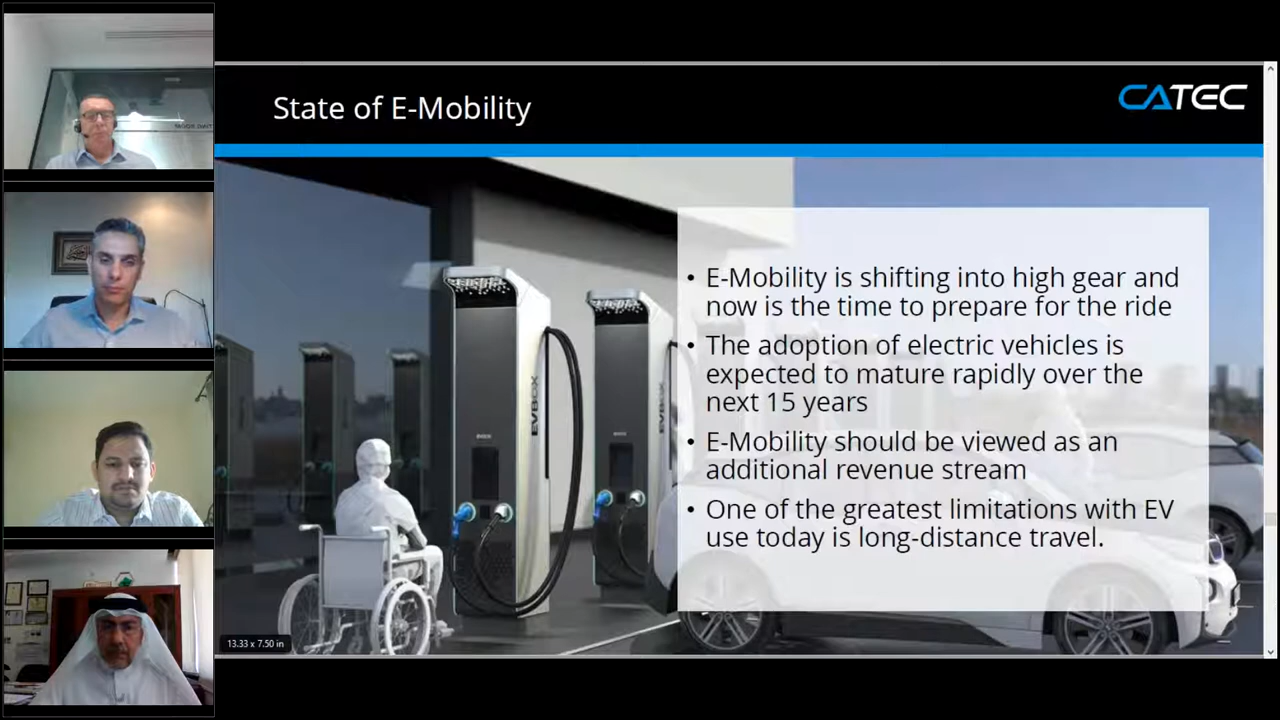 State of E-Mobility
CATEC
• E-Mobility is shifting into high gear and
now is the time to prepare for the ride
• The adoption of electric vehicles is
expected to mature rapidly over the
next 15 years
• E-Mobility should be viewed as an
additional revenue stream
• One of the greatest limitations with EV
use today is long-distance travel.
EVBOX
EVBOX
13.33 x 7.50 in